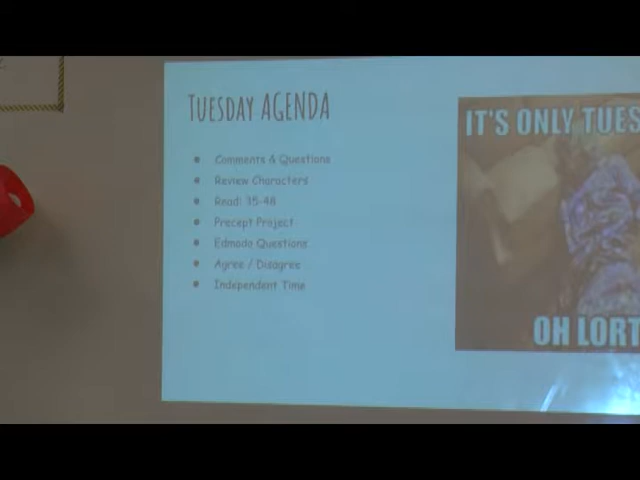 Tuesday AGENDA
IT'S ONLY TUES
Comments & Questions
Review Characters
Read: 35-48
Precept Project
Edmodo Questions
Agree / Disagree
Independent Time
OH LORT